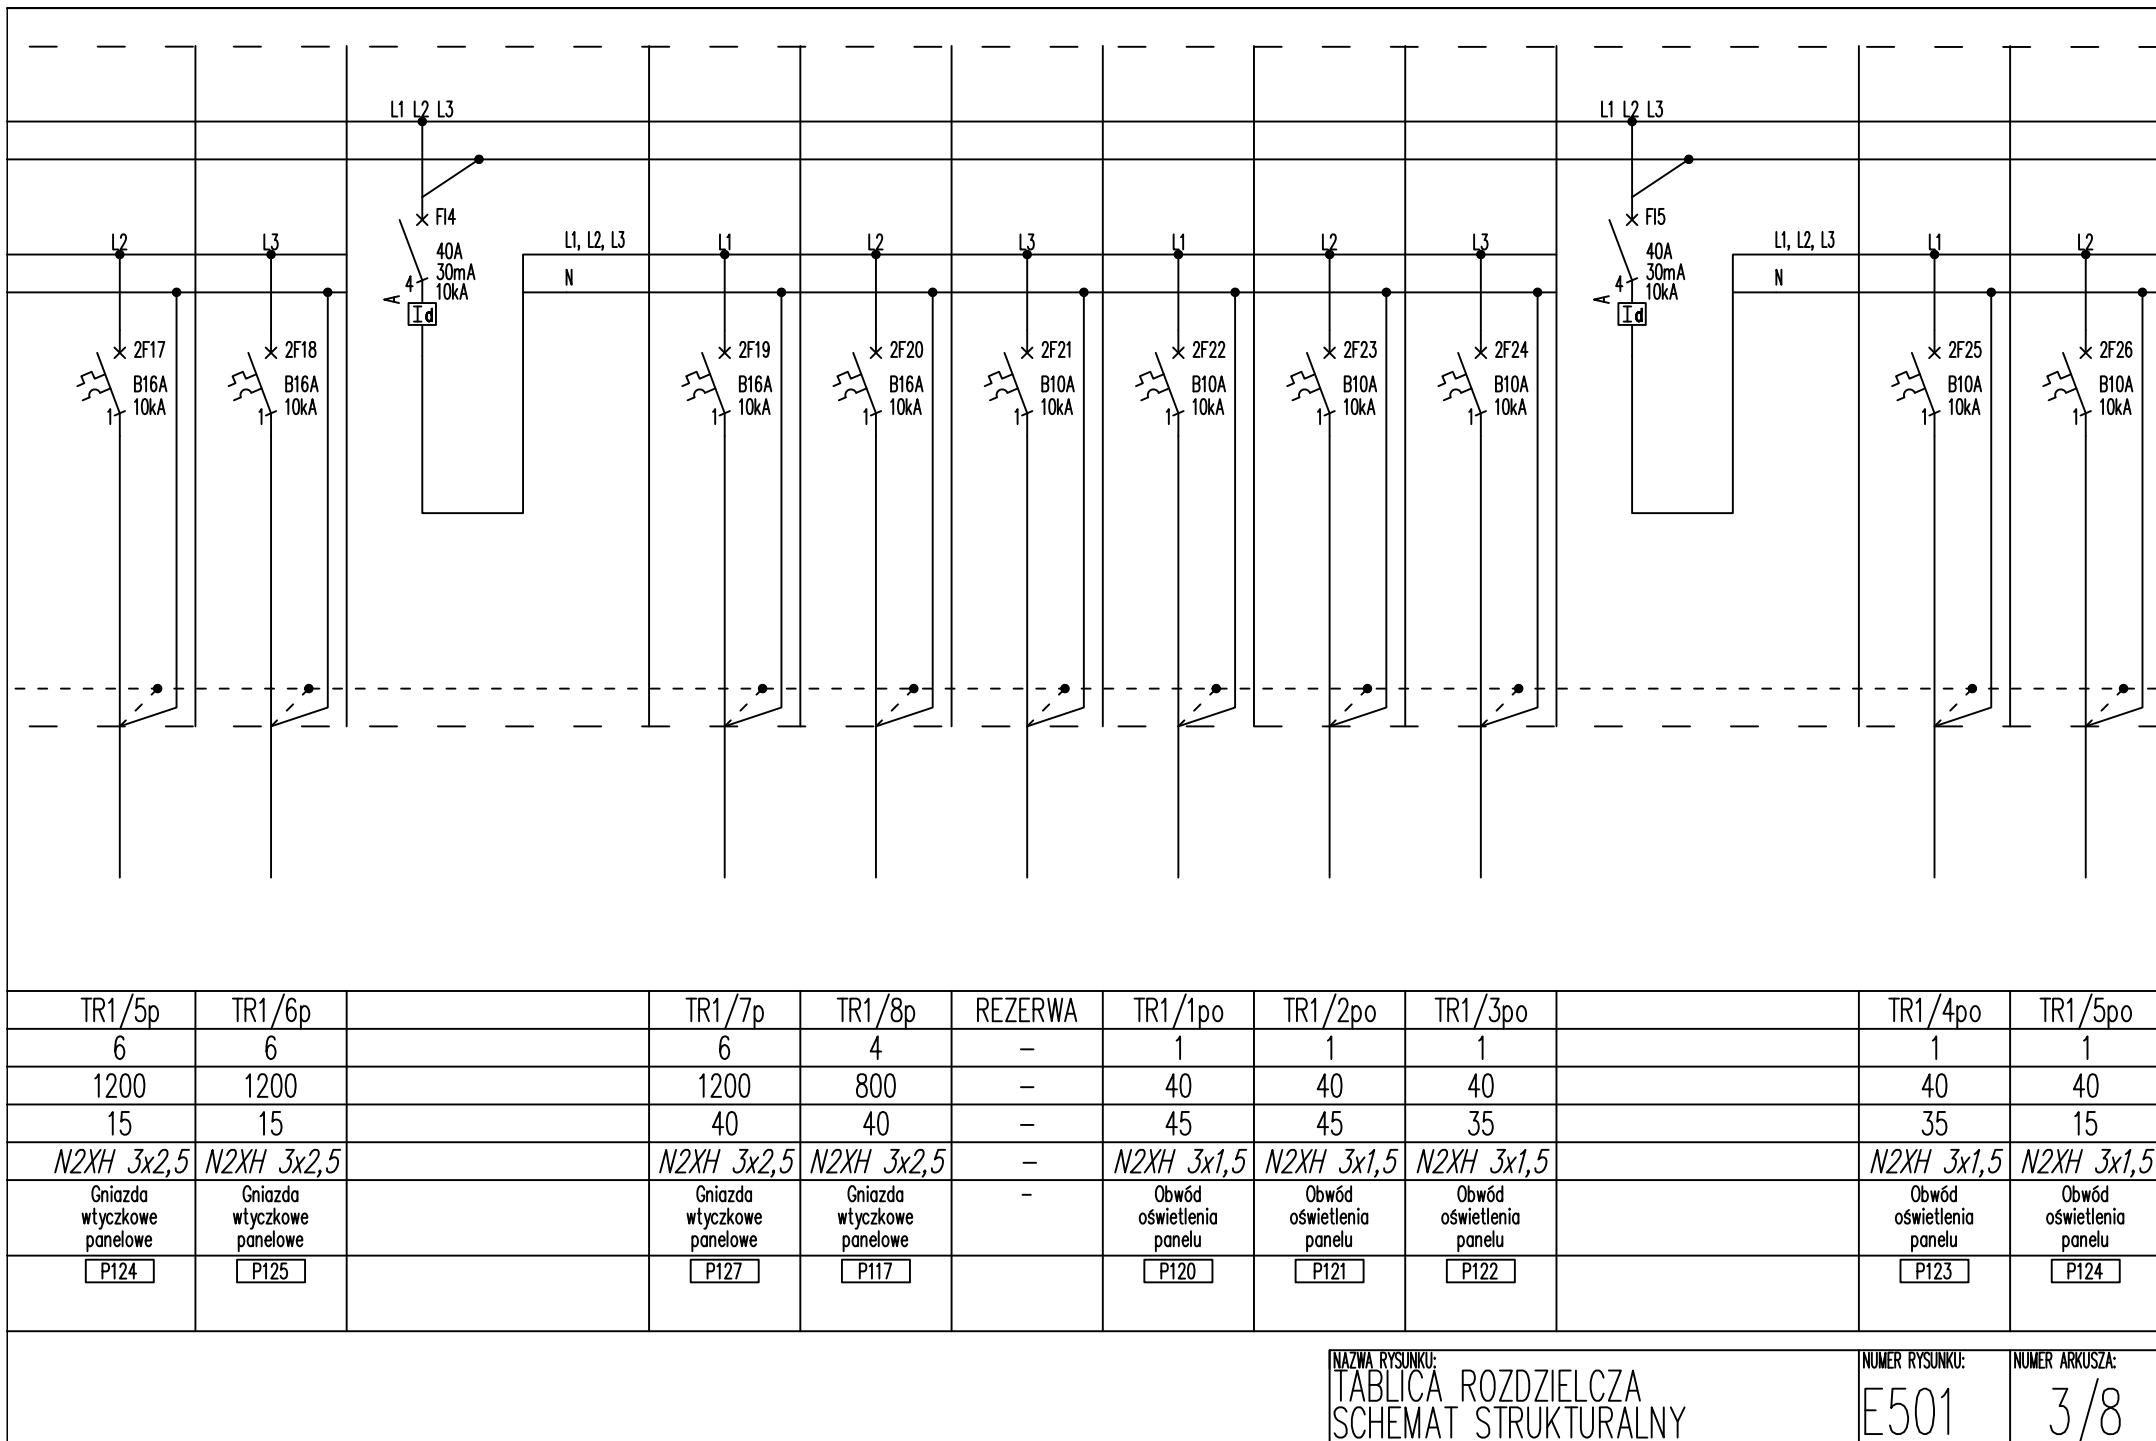 L1 L2 L3
L1 L2 L3
FI4
40A
30mA
10kA
4
A
Id
FI5
40A
30mA
10kA
4
A
Id
L2
L3
L1, L2, L3
N
L1
L2
L3
L1
L2
L3
L1, L2, L3
N
L1
L2
2F17
B16A
10kA
1
2F18
B16A
10kA
1
2F19
B16A
10kA
1
2F20
B16A
10kA
1
2F21
B10A
10kA
1
2F22
B10A
10kA
1
2F23
B10A
10kA
1
2F24
B10A
10kA
1
2F25
B10A
10kA
1
2F26
B10A
10kA
1
TR1/5p TR1/6p TR1/7p TR1/8p REZERWA TR1/1po TR1/2po TR1/3po TR1/4po TR1/5po
6 6 6 4 - 1 1 1 1 1
1200 1200 1200 800 - 40 40 40 40 40
15 15 40 40 - 45 45 35 35 15
N2XH 3x2,5 N2XH 3x2,5 N2XH 3x2,5 N2XH 3x2,5 - N2XH 3x1,5 N2XH 3x1,5 N2XH 3x1,5 N2XH 3x1,5 N2XH 3x1,5
Gniazda Gniazda Gniazda Gniazda - Obwód Obwód Obwód Obwód Obwód
wtyczkowe wtyczkowe wtyczkowe wtyczkowe oświetlenia oświetlenia oświetlenia oświetlenia oświetlenia
panelowe panelowe panelowe panelowe panelu panelu panelu panelu panelu
P124 P125 P127 P117 P120 P121 P122 P123 P124
NAZWA RYSUNKU:
TABLICA ROZDZIELCZA
SCHEMAT STRUKTURALNY
NUMER RYSUNKU:
E501
NUMER ARKUSZA:
3/8